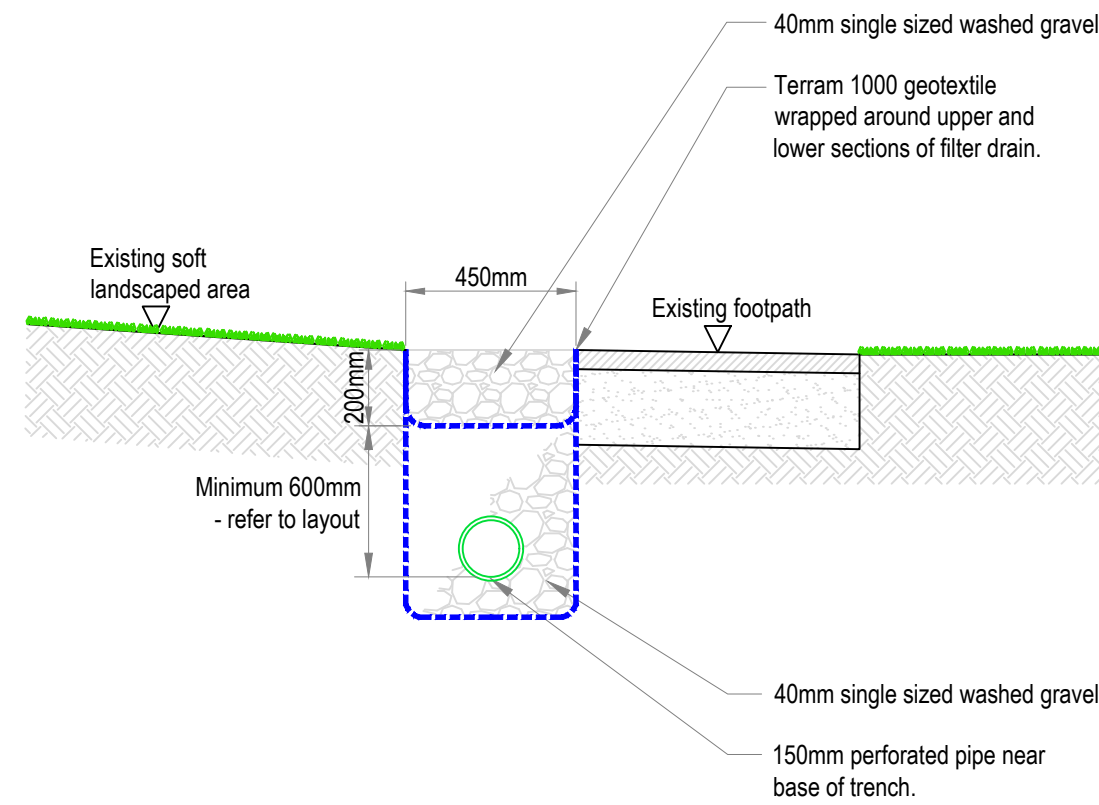 40mm single sized washed gravel
Terram 1000 geotextile
wrapped around upper and
lower sections of filter drain.
Existing soft
landscaped area
450mm
Existing footpath
200mm
Minimum 600mm
- refer to layout
40mm single sized washed gravel
150mm perforated pipe near
base of trench.